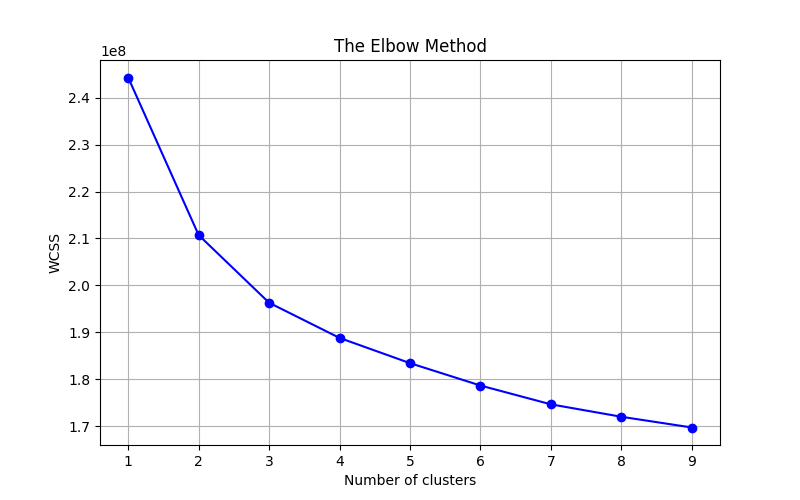 The Elbow Method
1e8
2.4
2.3
2.2
2.1
2.0
1.9
1.8
1.7
WCSS
1 2 3 4 5 6 7 8 9
Number of clusters